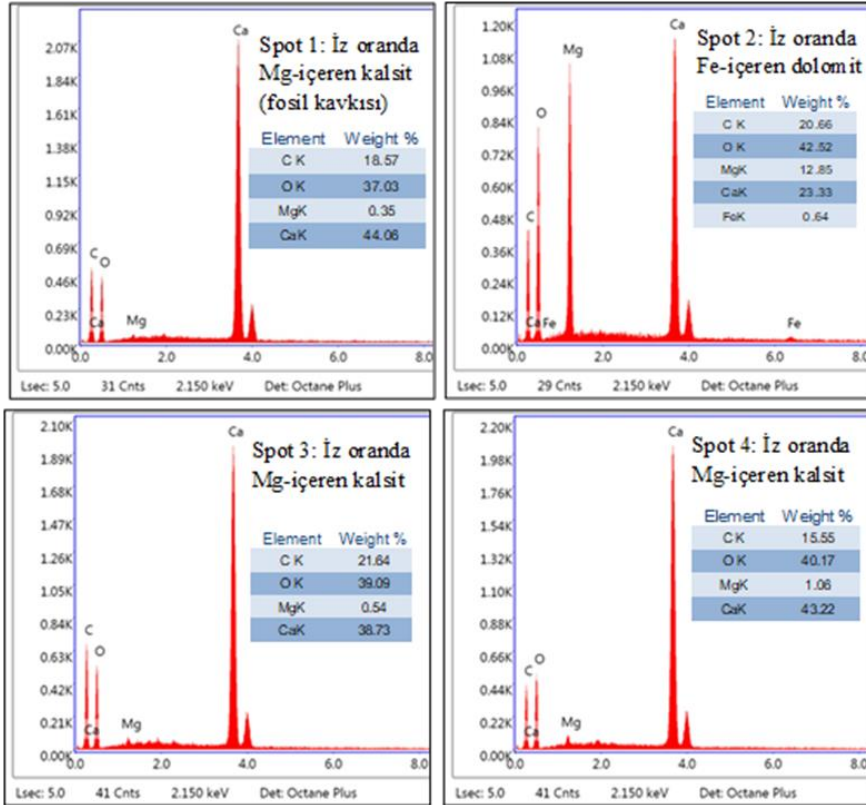 Spot 1: İz oranda
Mg-içeren kalsit
(fosil kavkısı)
Element Weight %
C K 18.57
O K 37.03
MgK 0.35
CaK 44.06
2.07K
1.84K
1.61K
1.38K
1.15K
0.92K
0.69K
0.46K
0.23K
0.00K
Ca
C
O
Ca
Mg
0.0 2.0 4.0 6.0 8.0
Lsec: 5.0 31 Cnts 2.150 keV Det: Octane Plus
Spot 2: İz oranda
Fe-içeren dolomit
Element Weight %
C K 20.66
O K 42.52
MgK 12.85
CaK 23.33
FeK 0.64
1.20K
1.08K
0.96K
0.84K
0.72K
0.60K
0.48K
0.36K
0.24K
0.12K
0.00K
Ca
Mg
O
C
Ca Fe
Fe
0.0 2.0 4.0 6.0 8.0
Lsec: 5.0 29 Cnts 2.150 keV Det: Octane Plus
Spot 3: İz oranda
Mg-içeren kalsit
Element Weight %
C K 21.64
O K 39.09
MgK 0.54
CaK 38.73
2.10K
1.89K
1.68K
1.47K
1.26K
1.05K
0.84K
0.63K
0.42K
0.21K
0.00K
Ca
C
O
Ca
Mg
0.0 2.0 4.0 6.0 8.0
Lsec: 5.0 41 Cnts 2.150 keV Det: Octane Plus
Spot 4: İz oranda
Mg-içeren kalsit
Element Weight %
C K 15.55
O K 40.17
MgK 1.06
CaK 43.22
2.20K
1.98K
1.76K
1.54K
1.32K
1.10K
0.88K
0.66K
0.44K
0.22K
0.00K
Ca
O
C
Ca
Mg
0.0 2.0 4.0 6.0 8.0
Lsec: 5.0 41 Cnts 2.150 keV Det: Octane Plus